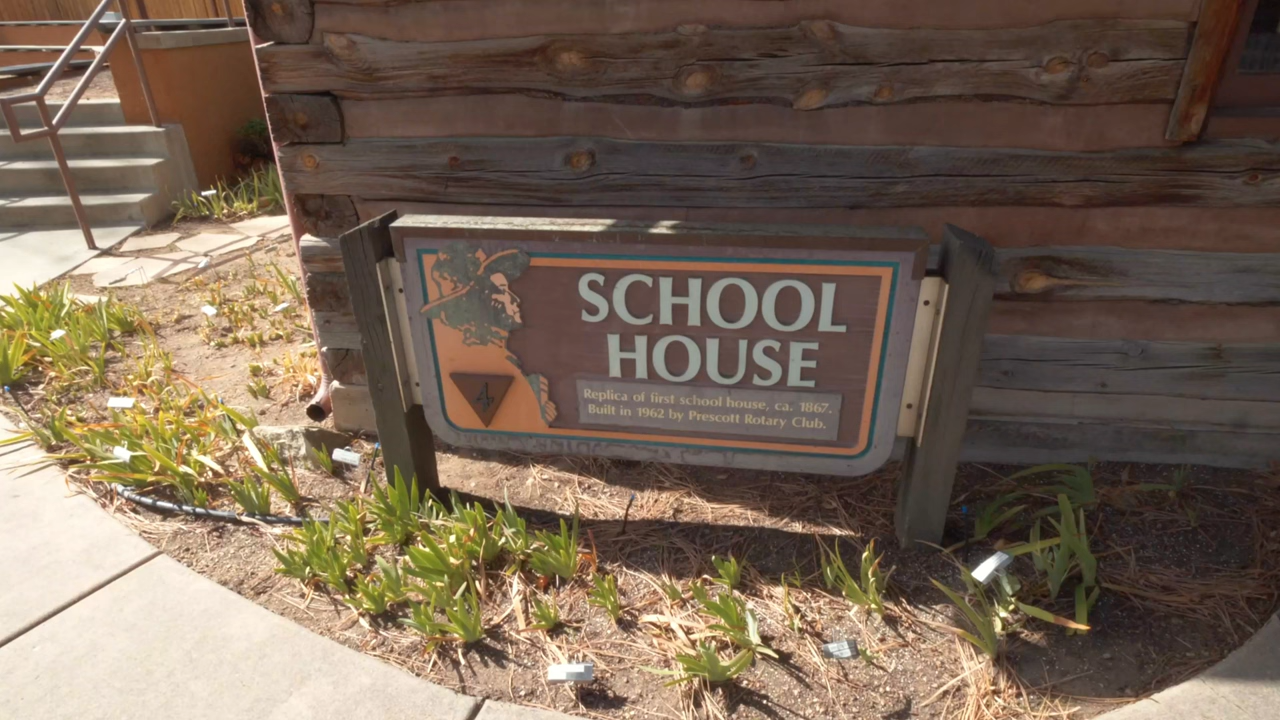 SCHOOL
HOUSE
4
Replica of first school house, ca. 1867.
Built in 1962 by Prescott Rotary Club.